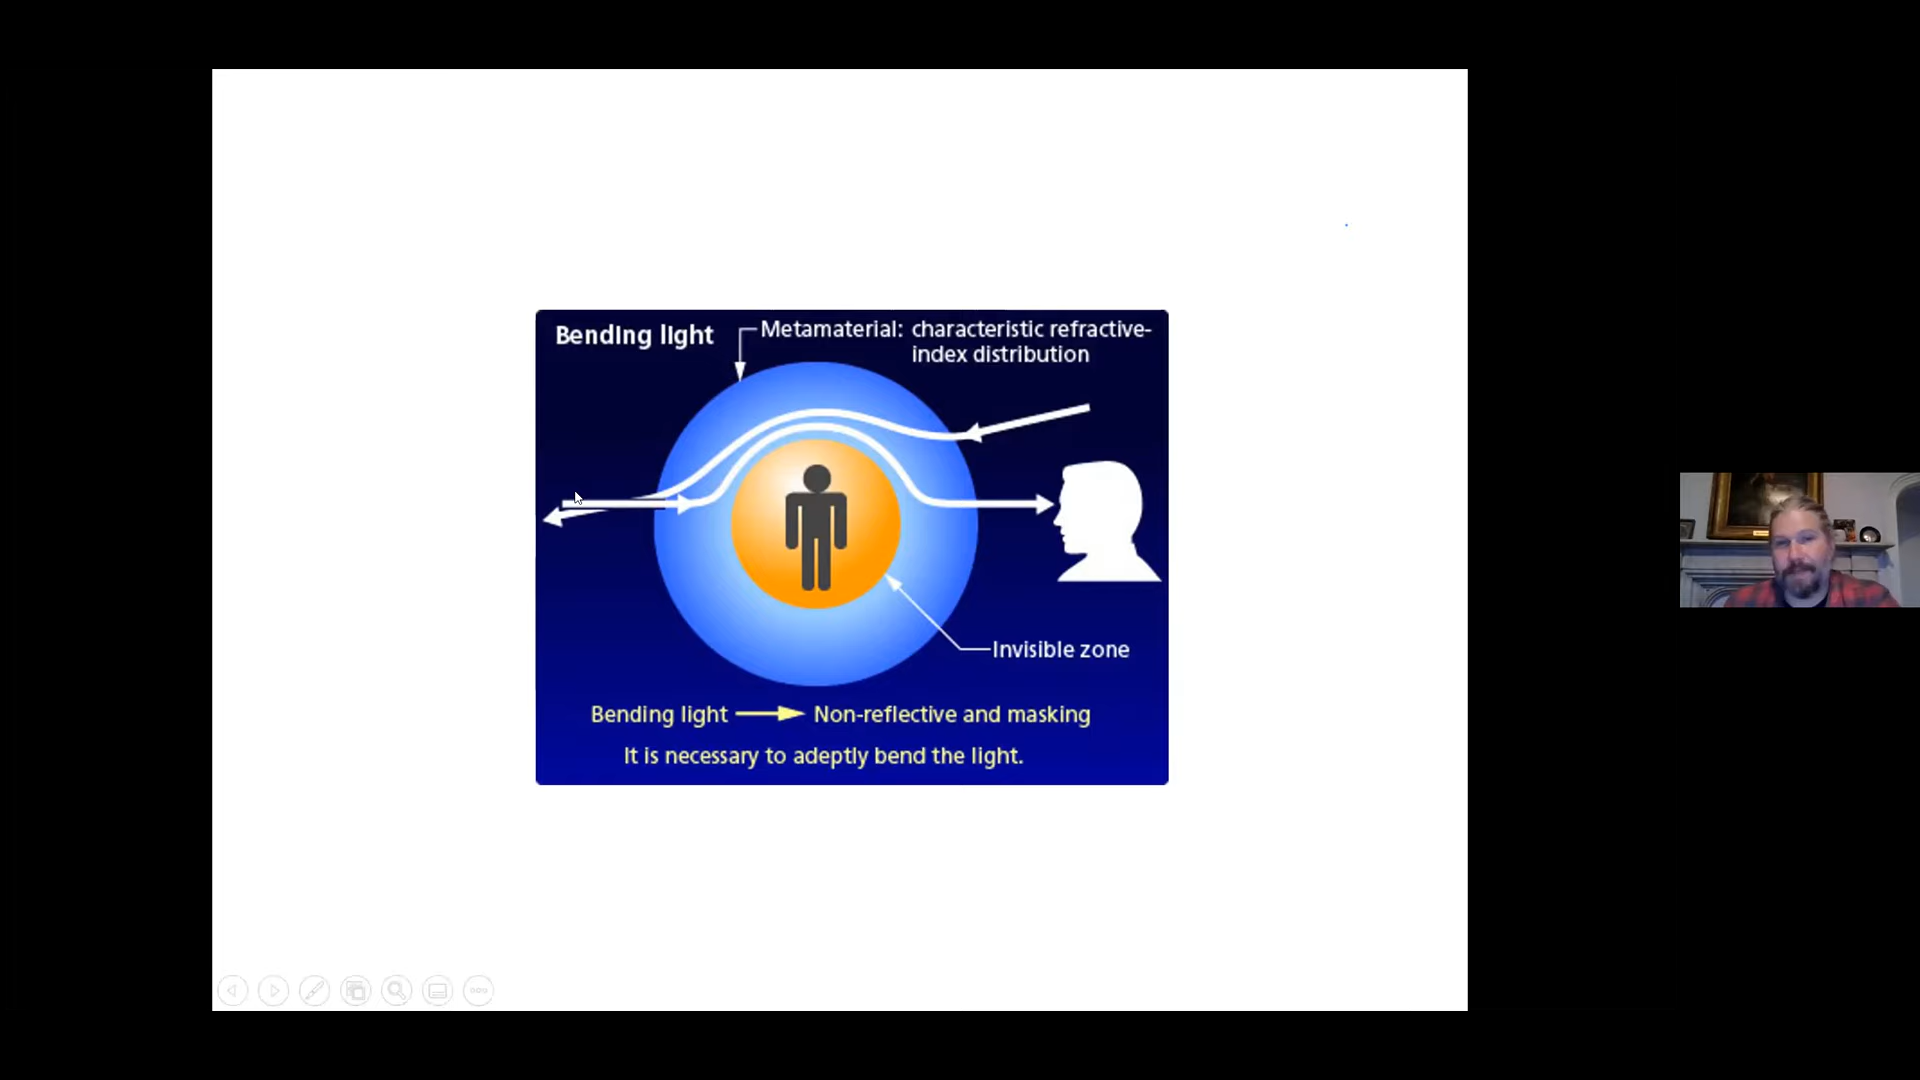 Bending light
Metamaterial: characteristic refractive-
index distribution
Invisible zone
Bending light → Non-reflective and masking
It is necessary to adeptly bend the light.